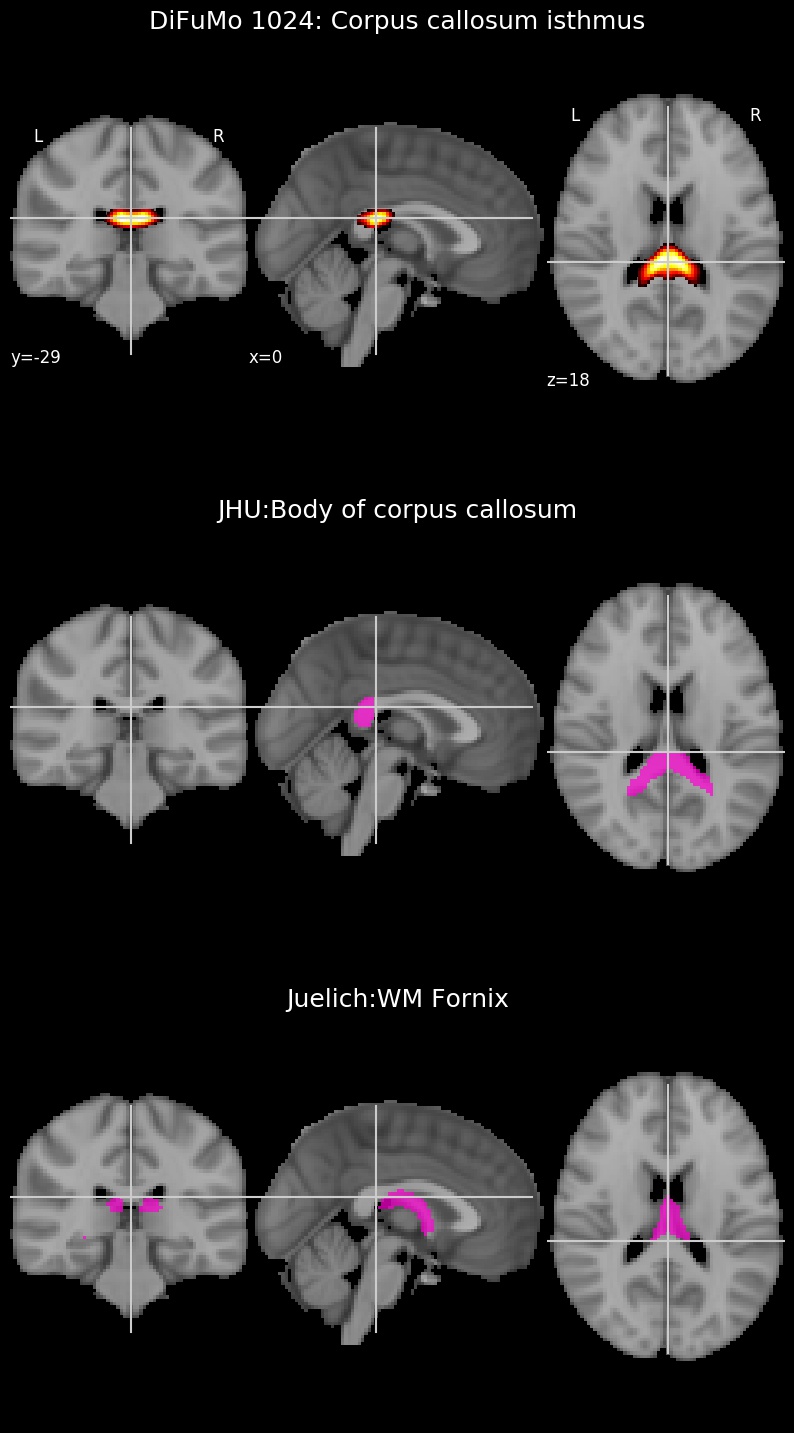 DiFuMo 1024: Corpus callosum isthmus
L R L R
y=-29 x=0 z=18
JHU:Body of corpus callosum
Juelich:WM Fornix